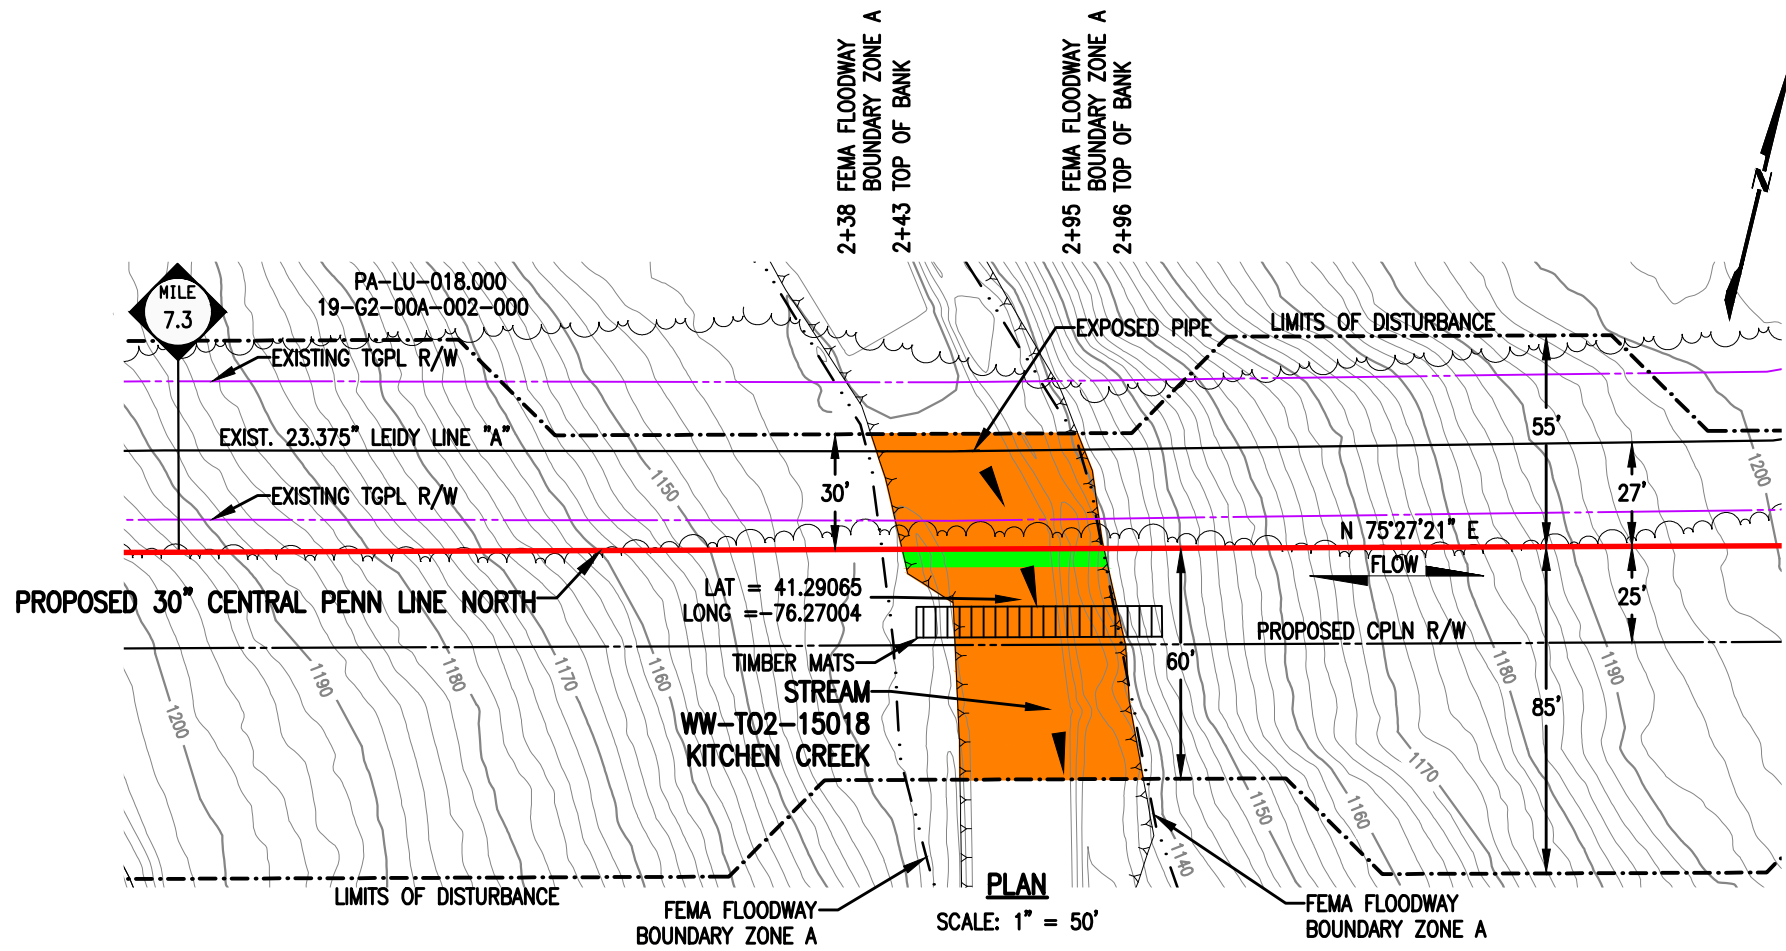 2+38 FEMA FLOODWAY
BOUNDARY ZONE A
2+43 TOP OF BANK
2+95 FEMA FLOODWAY
BOUNDARY ZONE A
2+96 TOP OF BANK
N
MILE
7.3
PA-LU-018.000
19-G2-00A-002-000
EXPOSED PIPE
LIMITS OF DISTURBANCE
EXISTING TGPL R/W
EXIST. 23.375" LEIDY LINE "A"
55'
1200
1150
EXISTING TGPL R/W
30'
27'
N 75°27'21" E
FLOW
LAT = 41.29065
LONG =-76.27004
PROPOSED 30" CENTRAL PENN LINE NORTH
25'
PROPOSED CPLN R/W
TIMBER MATS
60'
STREAM
WW-T02-15018
KITCHEN CREEK
85'
1200
1190
1180
1170
1160
1180
1190
1170
1160
1150
1140
LIMITS OF DISTURBANCE
FEMA FLOODWAY
BOUNDARY ZONE A
PLAN
SCALE: 1" = 50'
FEMA FLOODWAY
BOUNDARY ZONE A